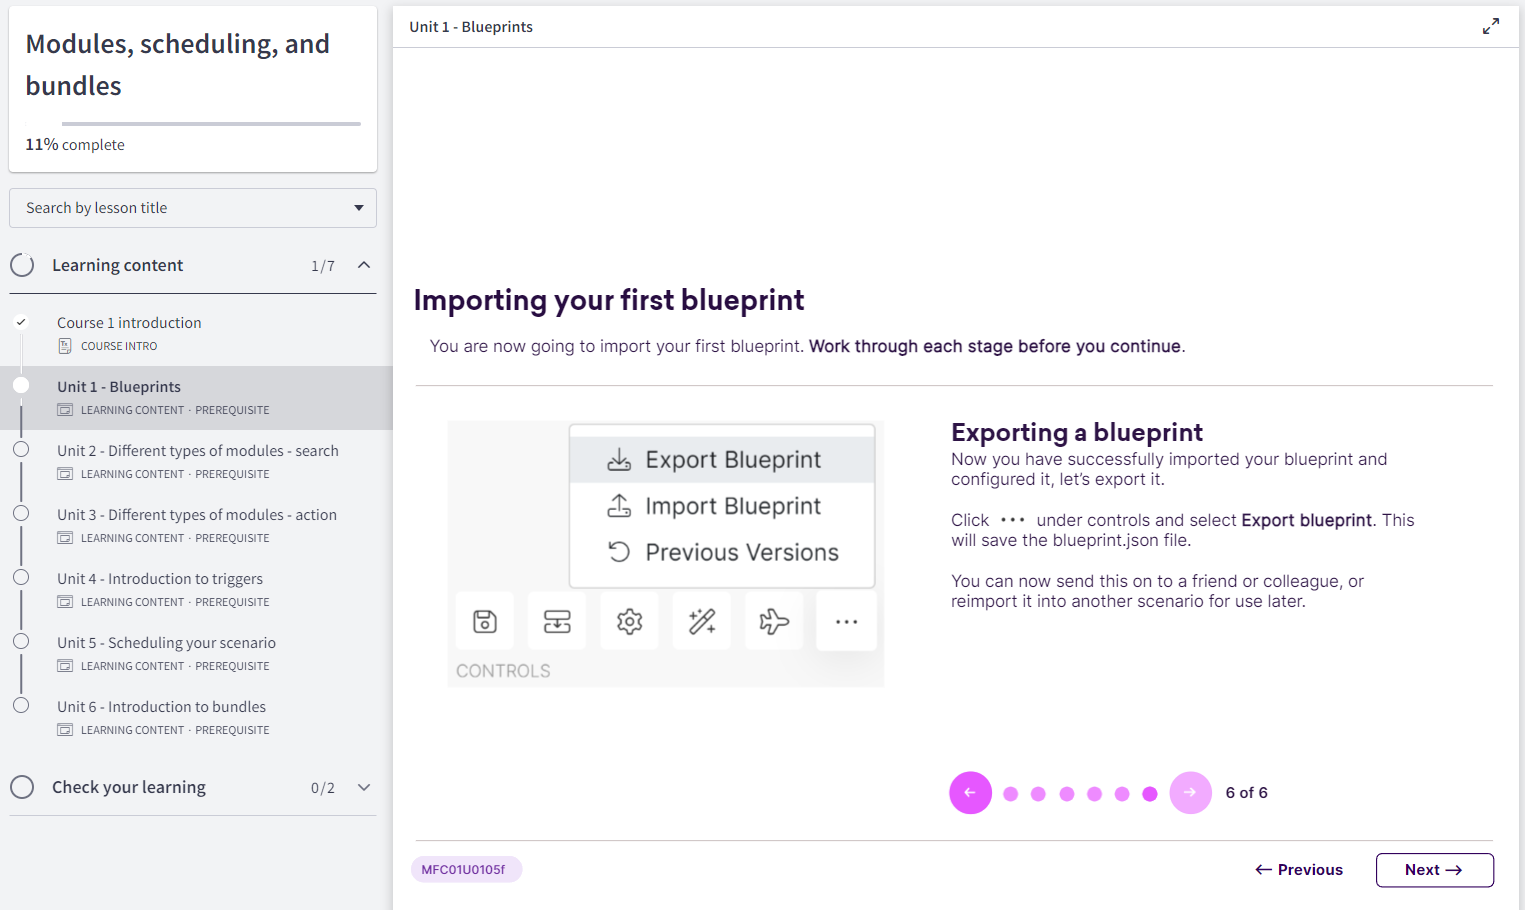 Modules, scheduling, and
bundles
11% complete
Search by lesson title
Learning content 1/7
Course 1 introduction
COURSE INTRO
Unit 1 - Blueprints
LEARNING CONTENT · PREREQUISITE
Unit 2 - Different types of modules - search
LEARNING CONTENT · PREREQUISITE
Unit 3 - Different types of modules - action
LEARNING CONTENT · PREREQUISITE
Unit 4 - Introduction to triggers
LEARNING CONTENT · PREREQUISITE
Unit 5 - Scheduling your scenario
LEARNING CONTENT · PREREQUISITE
Unit 6 - Introduction to bundles
LEARNING CONTENT · PREREQUISITE
Check your learning 0/2
Unit 1 - Blueprints
Importing your first blueprint
You are now going to import your first blueprint. Work through each stage before you continue.
Export Blueprint
Import Blueprint
Previous Versions
CONTROLS
Exporting a blueprint
Now you have successfully imported your blueprint and
configured it, let's export it.
Click ··· under controls and select Export blueprint. This
will save the blueprint.json file.
You can now send this on to a friend or colleague, or
reimport it into another scenario for use later.
6 of 6
MFC01U0105f
← Previous
Next →